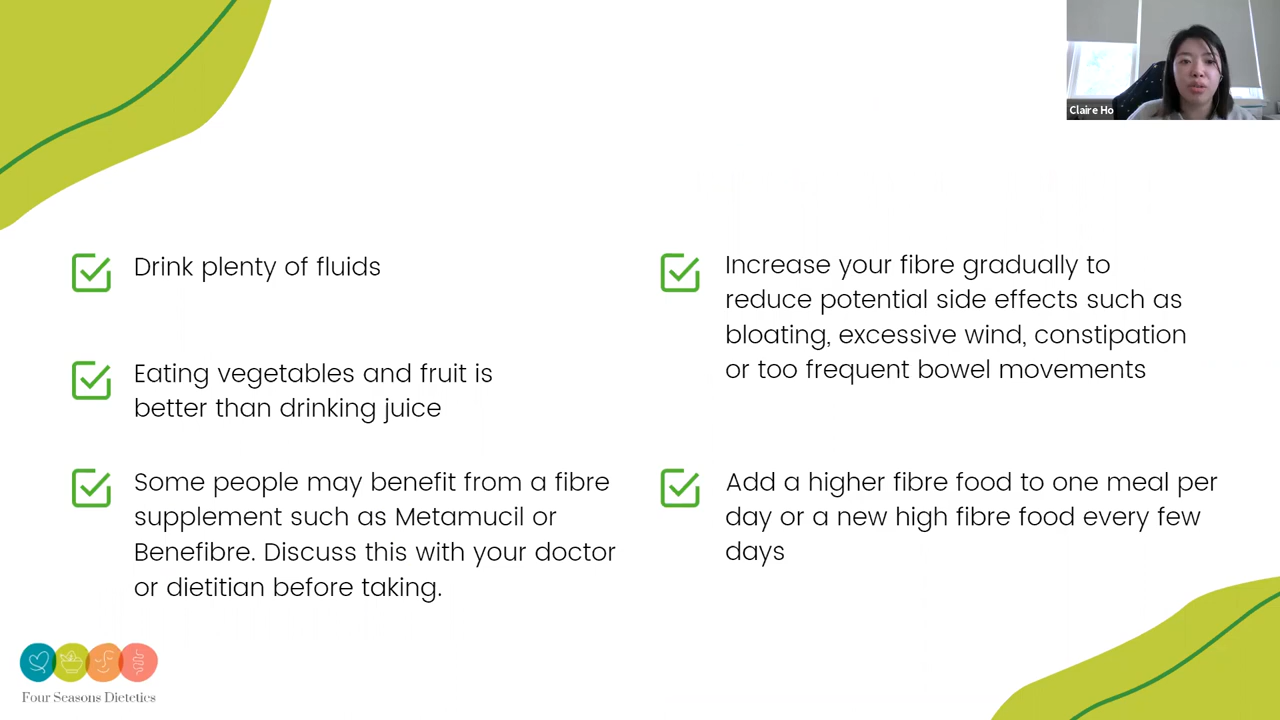 Claire Ho
Drink plenty of fluids
Eating vegetables and fruit is
better than drinking juice
Some people may benefit from a fibre
supplement such as Metamucil or
Benefibre. Discuss this with your doctor
or dietitian before taking.
Increase your fibre gradually to
reduce potential side effects such as
bloating, excessive wind, constipation
or too frequent bowel movements
Add a higher fibre food to one meal per
day or a new high fibre food every few
days
Four Seasons Dietetics